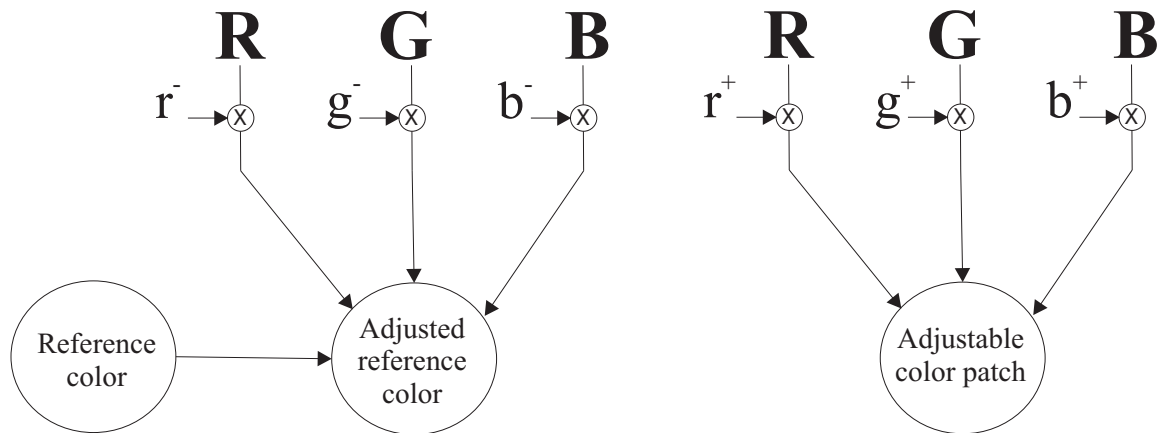 R G B R G B
r⁻ g⁻ b⁻ r⁺ g⁺ b⁺
X X X X X X
Reference
color
Adjusted
reference
color
Adjustable
color patch